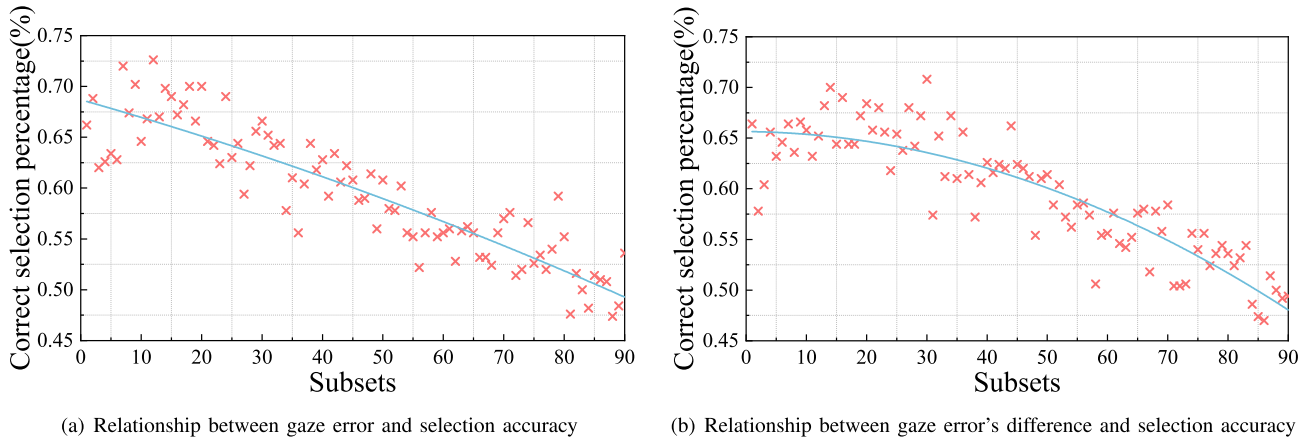 Correct selection percentage(%)
0.75
0.70
0.65
0.60
0.55
0.50
0.45
0 10 20 30 40 50 60 70 80 90
Subsets
(a) Relationship between gaze error and selection accuracy
Correct selection percentage(%)
0.75
0.70
0.65
0.60
0.55
0.50
0.45
0 10 20 30 40 50 60 70 80 90
Subsets
(b) Relationship between gaze error's difference and selection accuracy